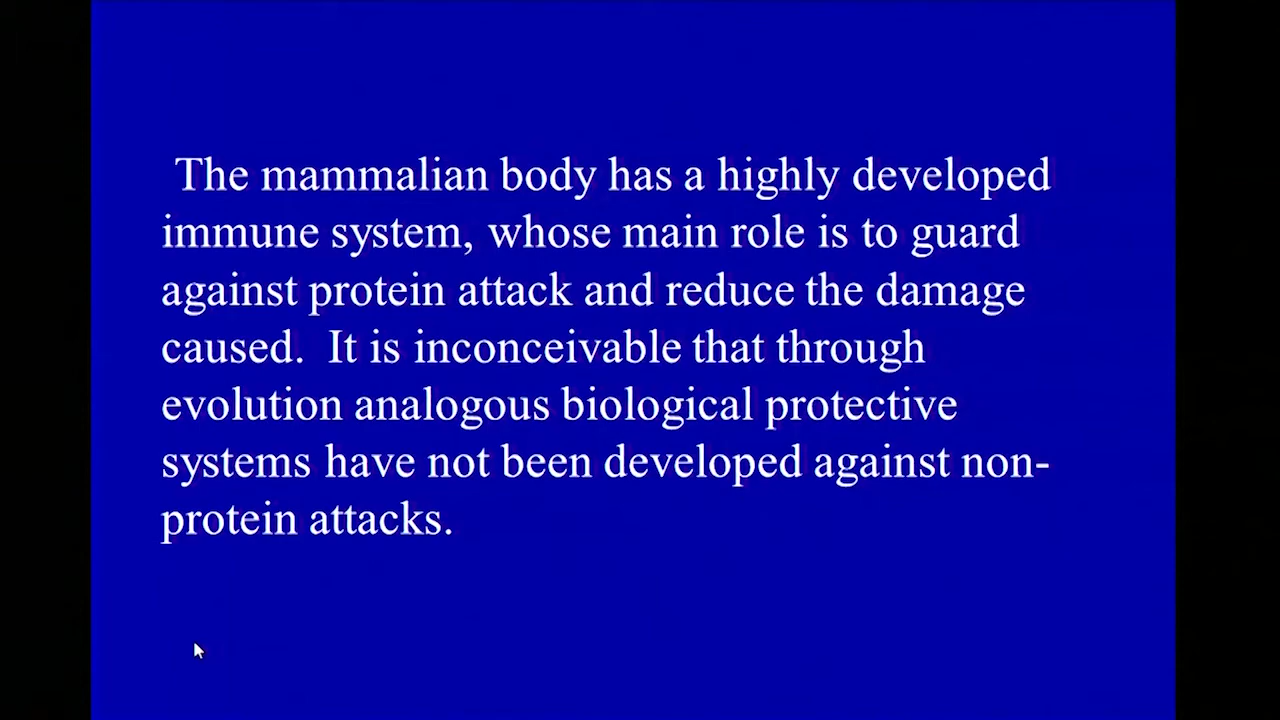 The mammalian body has a highly developed
immune system, whose main role is to guard
against protein attack and reduce the damage
caused.  It is inconceivable that through
evolution analogous biological protective
systems have not been developed against non-
protein attacks.